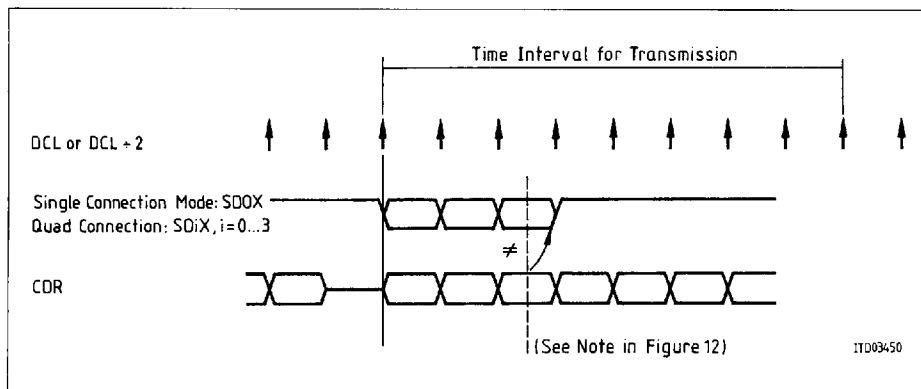 Time Interval for Transmission
DCL or DCL ÷ 2
Single Connection Mode: SDOX
Quad Connection: SDiX, i=0...3
≠
CDR
(See Note in Figure 12)
ITD03450